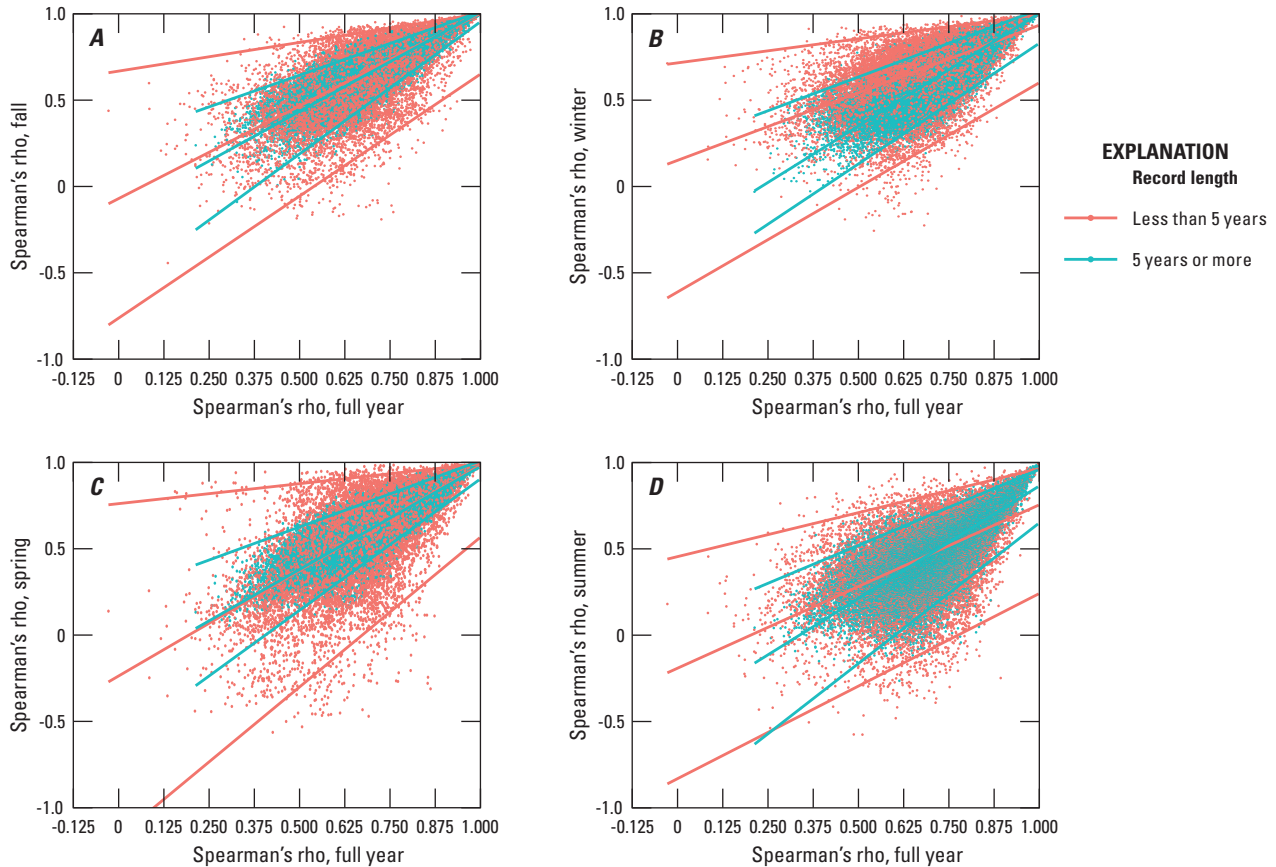 A
1.0
0.5
0
-0.5
-1.0
Spearman's rho, fall
-0.125 0 0.125 0.250 0.375 0.500 0.625 0.750 0.875 1.000
Spearman's rho, full year
B
1.0
0.5
0
-0.5
-1.0
Spearman's rho, winter
-0.125 0 0.125 0.250 0.375 0.500 0.625 0.750 0.875 1.000
Spearman's rho, full year
EXPLANATION
Record length
Less than 5 years
5 years or more
C
1.0
0.5
0
-0.5
-1.0
Spearman's rho, spring
-0.125 0 0.125 0.250 0.375 0.500 0.625 0.750 0.875 1.000
Spearman's rho, full year
D
1.0
0.5
0
-0.5
-1.0
Spearman's rho, summer
-0.125 0 0.125 0.250 0.375 0.500 0.625 0.750 0.875 1.000
Spearman's rho, full year